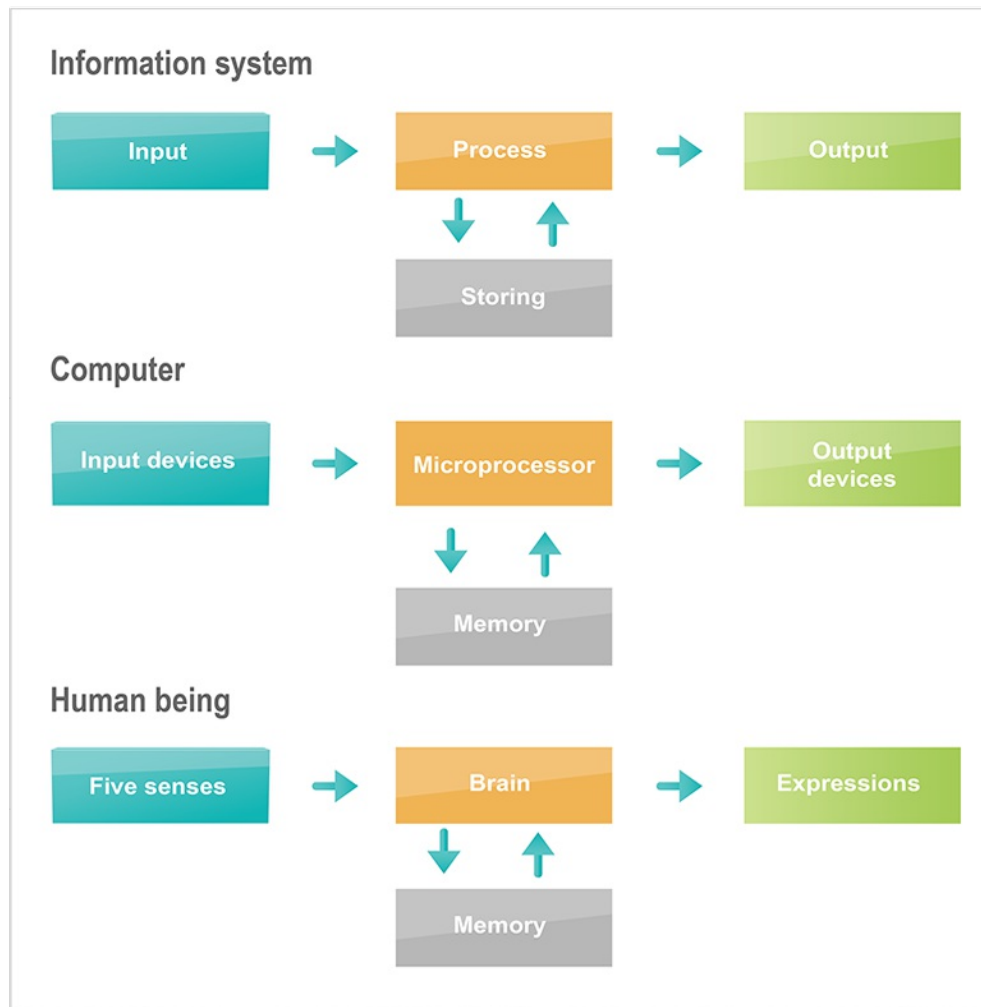 Information system
Input
Process
Output
Storing
Computer
Input devices
Microprocessor
Output
devices
Memory
Human being
Five senses
Brain
Expressions
Memory